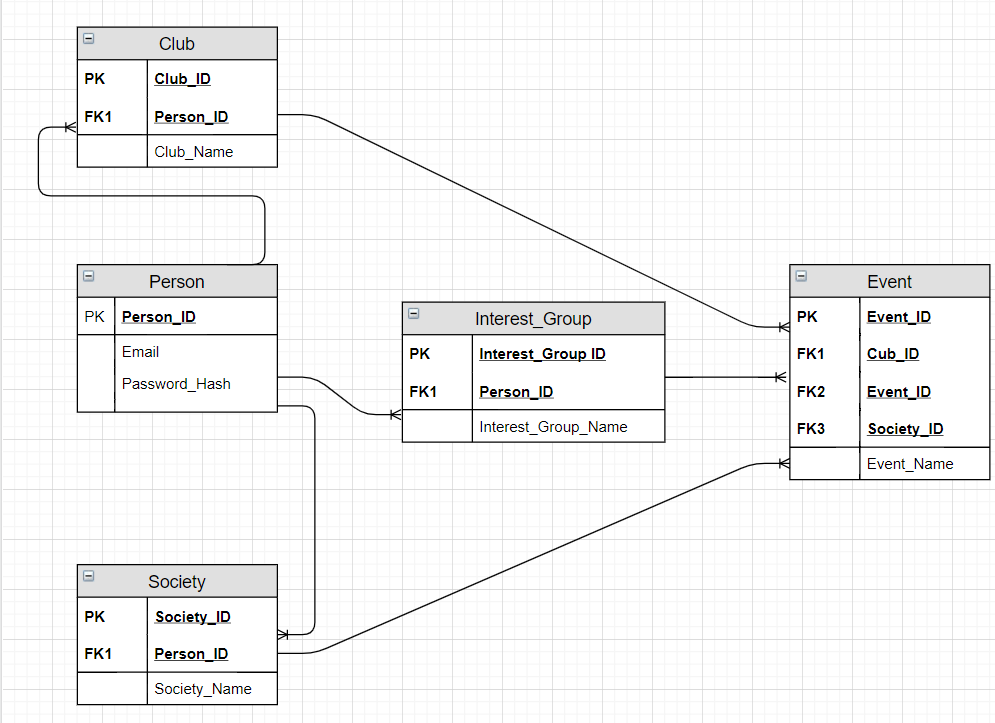 Club
PK Club_ID
FK1 Person_ID
Club_Name
Person
PK Person_ID
Email
Password_Hash
Interest_Group
PK Interest_Group ID
FK1 Person_ID
Interest_Group_Name
Event
PK Event_ID
FK1 Cub_ID
FK2 Event_ID
FK3 Society_ID
Event_Name
Society
PK Society_ID
FK1 Person_ID
Society_Name